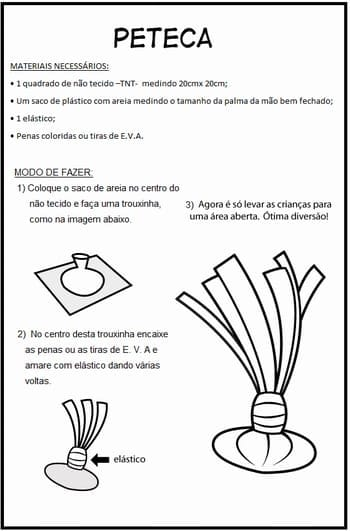 PETECA
MATERIAIS NECESSÁRIOS:
• 1 quadrado de não tecido –TNT- medindo 20cmx 20cm;
• Um saco de plástico com areia medindo o tamanho da palma da mão bem fechado;
• 1 elástico;
• Penas coloridas ou tiras de E.V.A.
MODO DE FAZER:
1) Coloque o saco de areia no centro do
não tecido e faça uma trouxinha,
como na imagem abaixo.
2) No centro desta trouxinha encaixe
as penas ou as tiras de E. V. A e
amare com elástico dando várias
voltas.
elástico
3) Agora é só levar as crianças para
uma área aberta. Ótima diversão!